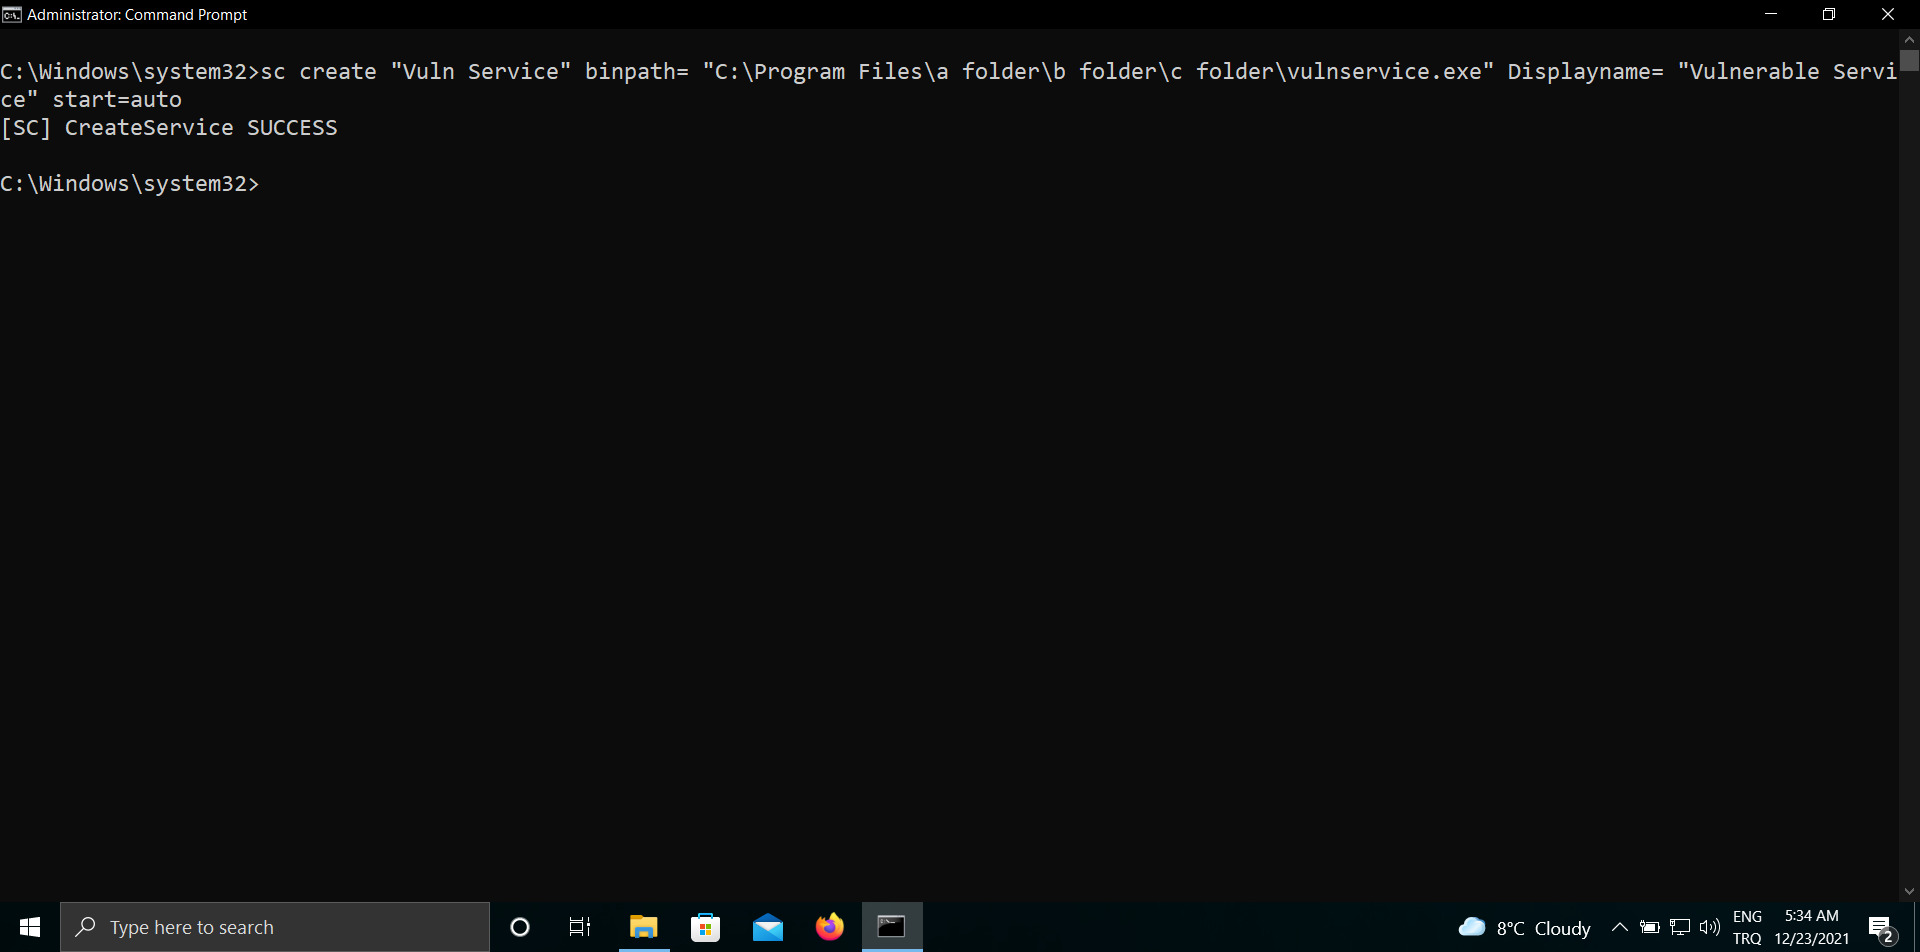 Administrator: Command Prompt
C:\Windows\system32>sc create "Vuln Service" binpath= "C:\Program Files\a folder\b folder\c folder\vulnservice.exe" Displayname= "Vulnerable Servi
ce" start=auto
[SC] CreateService SUCCESS
C:\Windows\system32>
Type here to search
8°C Cloudy
ENG
TRQ
5:34 AM
12/23/2021
2